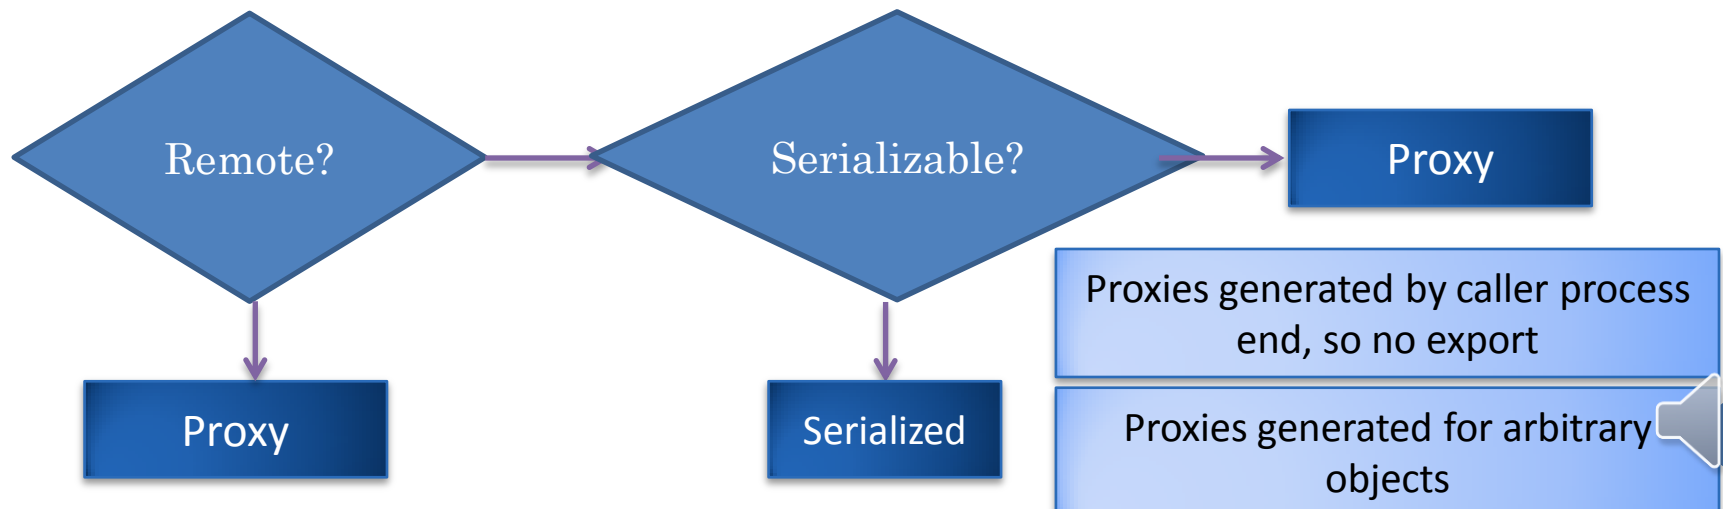 Remote?
Serializable?
Proxy
Proxies generated by caller process
end, so no export
Proxy
Serialized
Proxies generated for arbitrary
objects